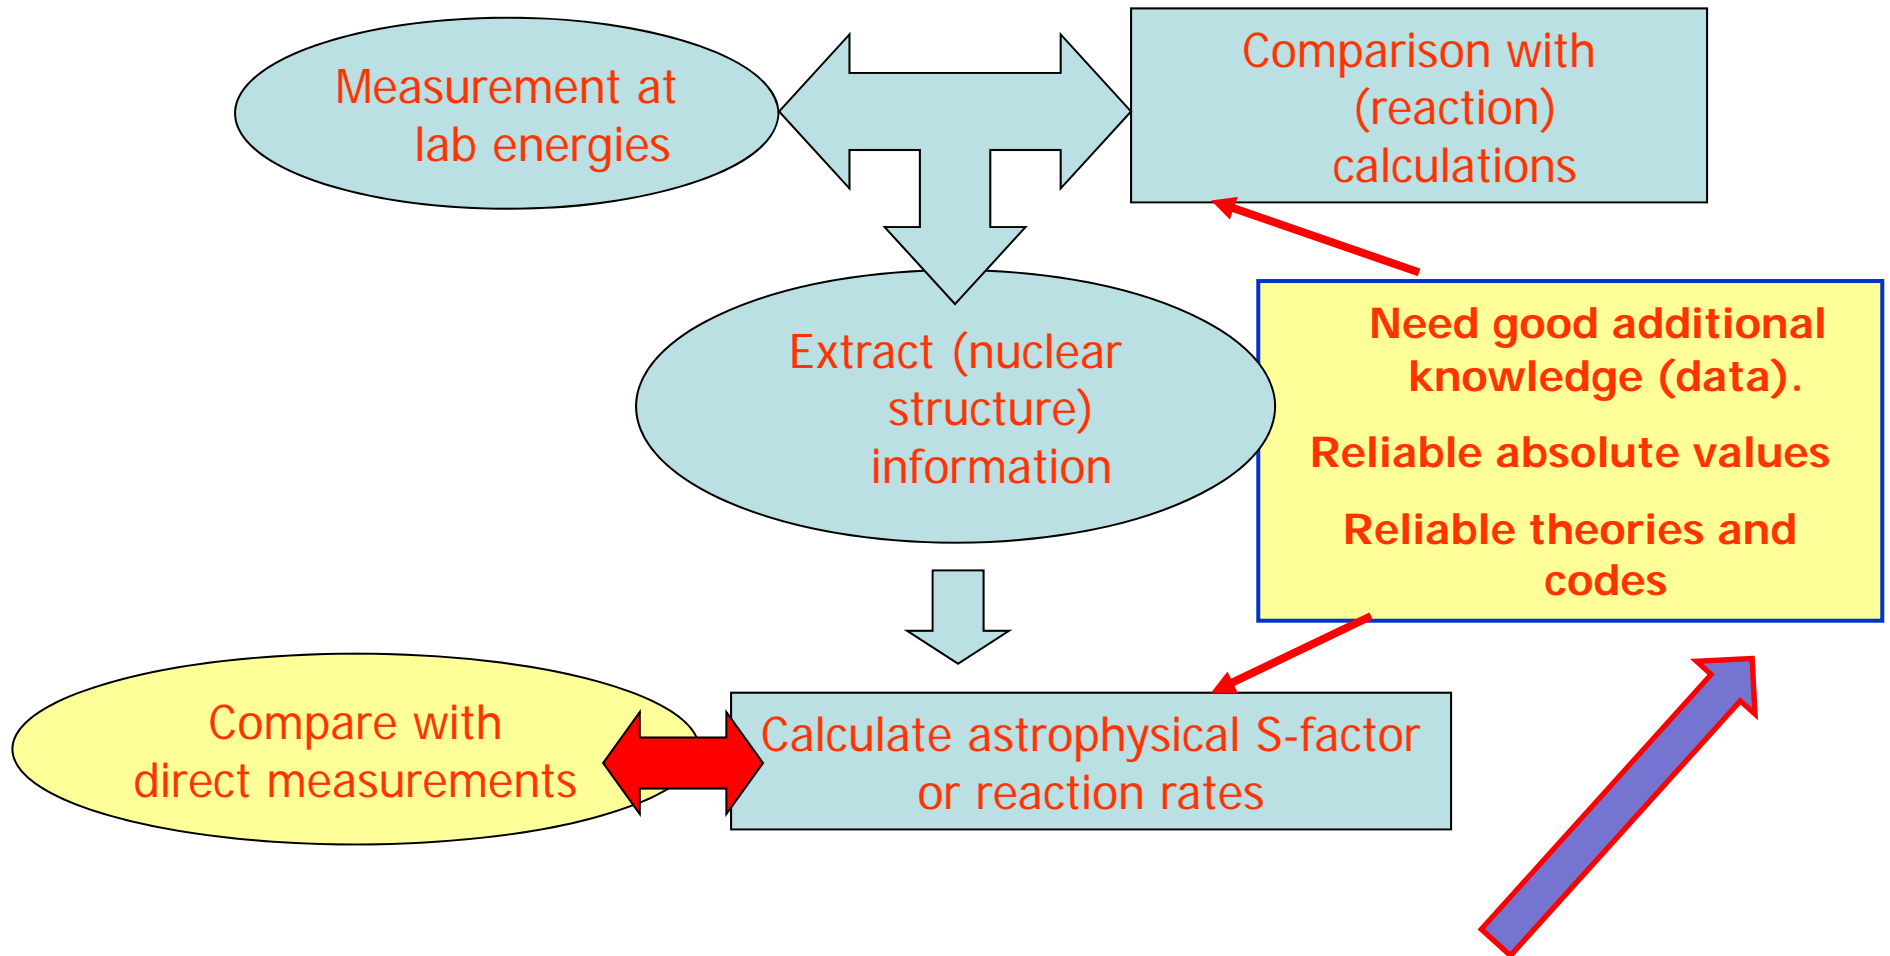 Measurement at
lab energies
Comparison with
(reaction)
calculations
Extract (nuclear
structure)
information
Need good additional
knowledge (data).
Reliable absolute values
Reliable theories and
codes
Compare with
direct measurements
Calculate astrophysical S-factor
or reaction rates